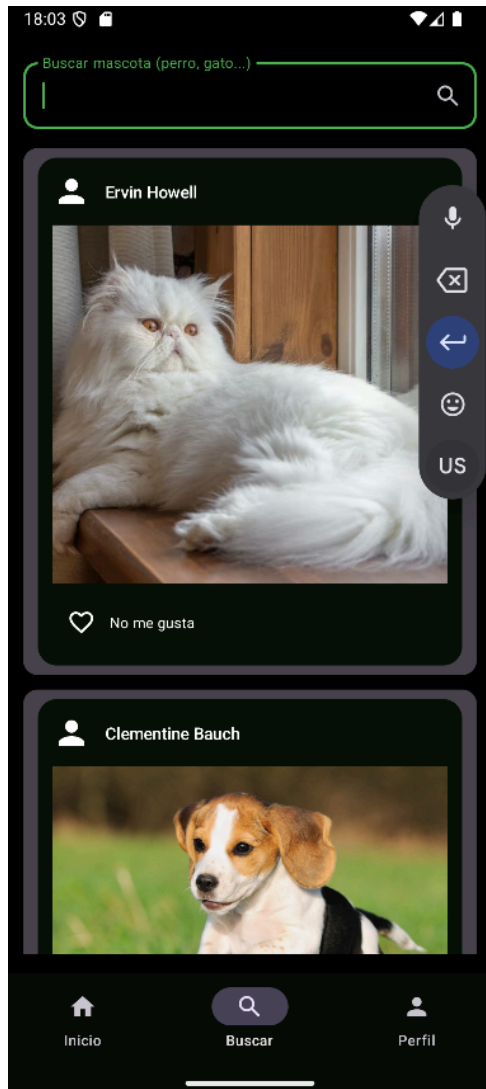 18:03
Buscar mascota (perro, gato...)
Ervin Howell
US
No me gusta
Clementine Bauch
Inicio
Buscar
Perfil